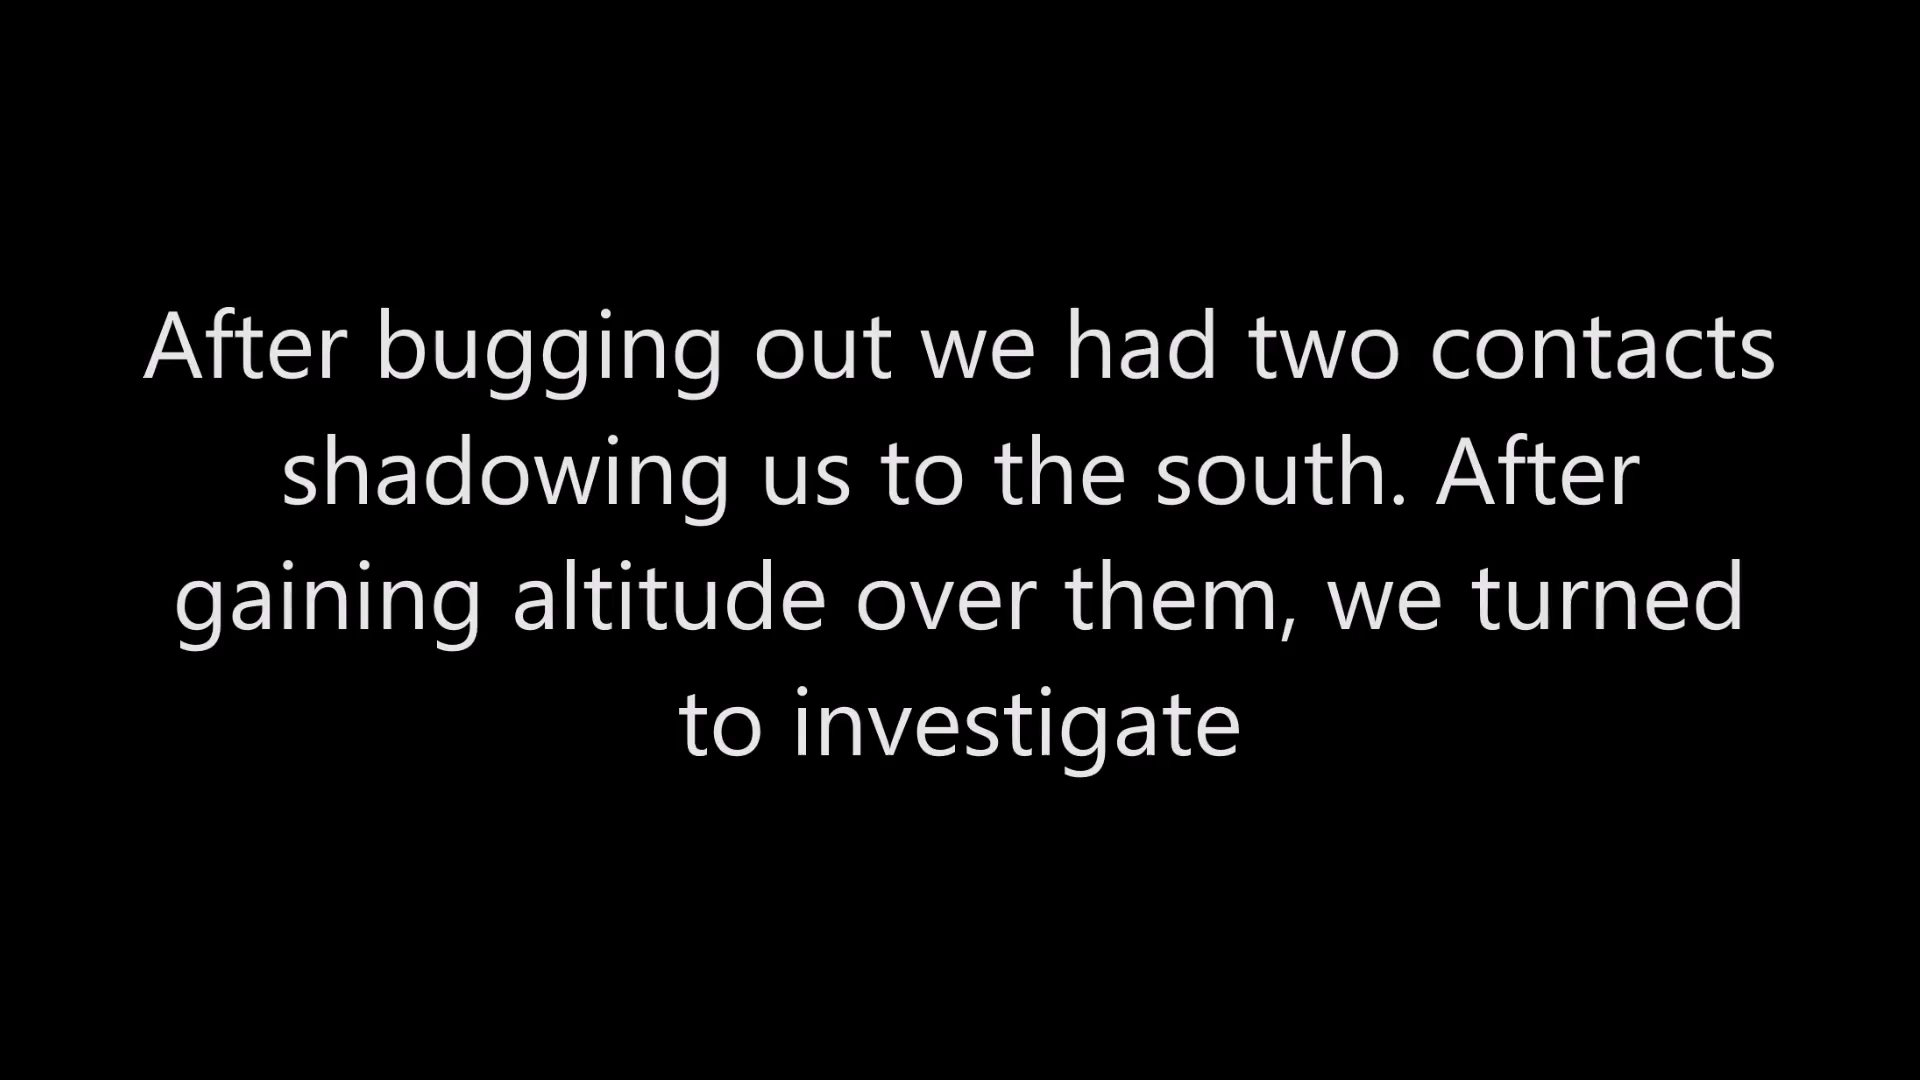 After bugging out we had two contacts
shadowing us to the south. After
gaining altitude over them, we turned
to investigate